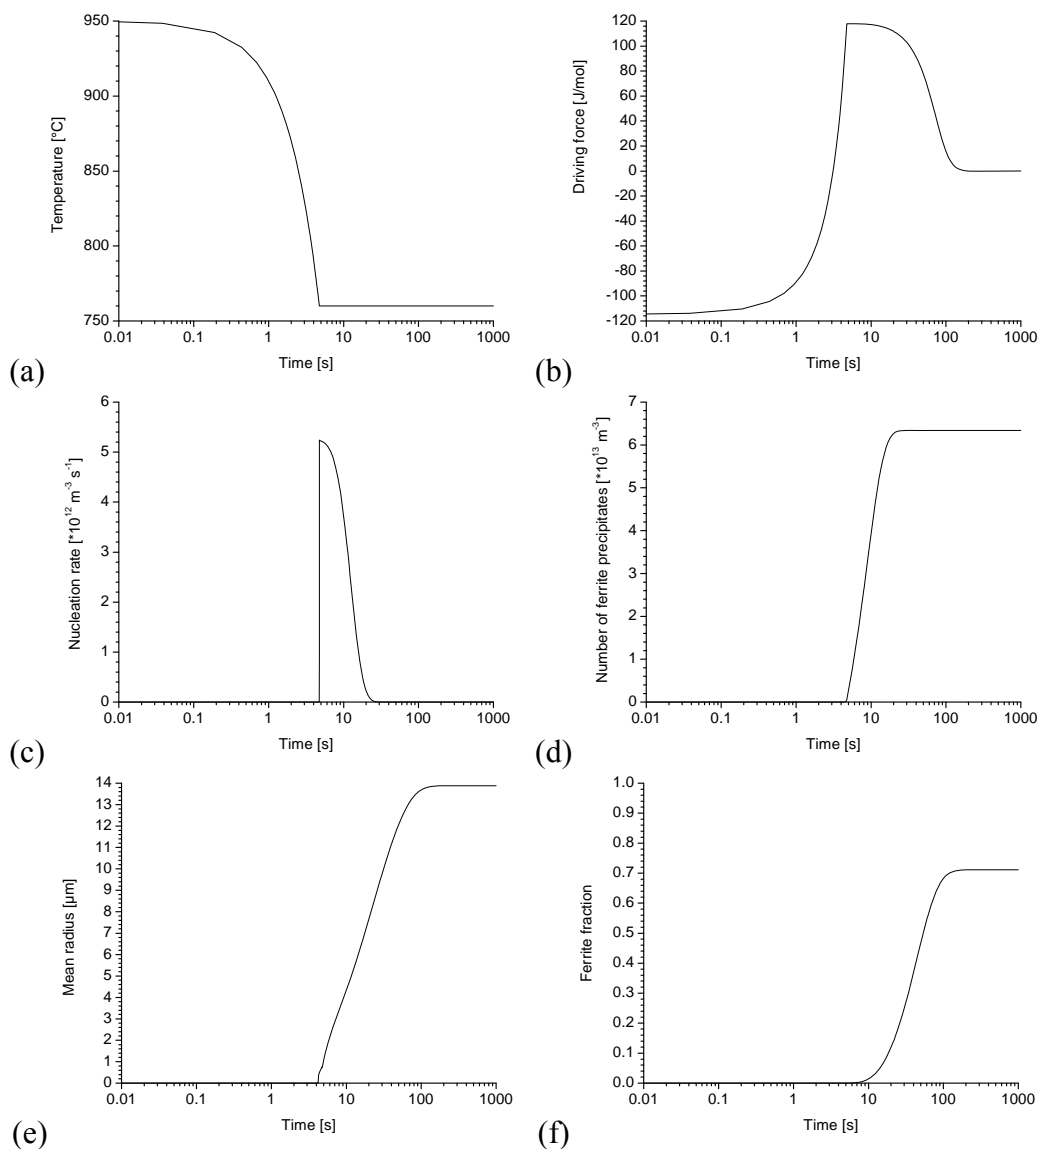 950
900
850
800
750
Temperature [°C]
0.01 0.1 1 10 100 1000
Time [s]
(a)
120
100
80
60
40
20
0
-20
-40
-60
-80
-100
-120
Driving force [J/mol]
0.01 0.1 1 10 100 1000
Time [s]
(b)
6
5
4
3
2
1
0
Nucleation rate [*10¹² m⁻³ s⁻¹]
0.01 0.1 1 10 100 1000
Time [s]
(c)
7
6
5
4
3
2
1
0
Number of ferrite precipitates [*10¹³ m⁻³]
0.01 0.1 1 10 100 1000
Time [s]
(d)
14
13
12
11
10
9
8
7
6
5
4
3
2
1
0
Mean radius [µm]
0.01 0.1 1 10 100 1000
Time [s]
(e)
1.0
0.9
0.8
0.7
0.6
0.5
0.4
0.3
0.2
0.1
0.0
Ferrite fraction
0.01 0.1 1 10 100 1000
Time [s]
(f)